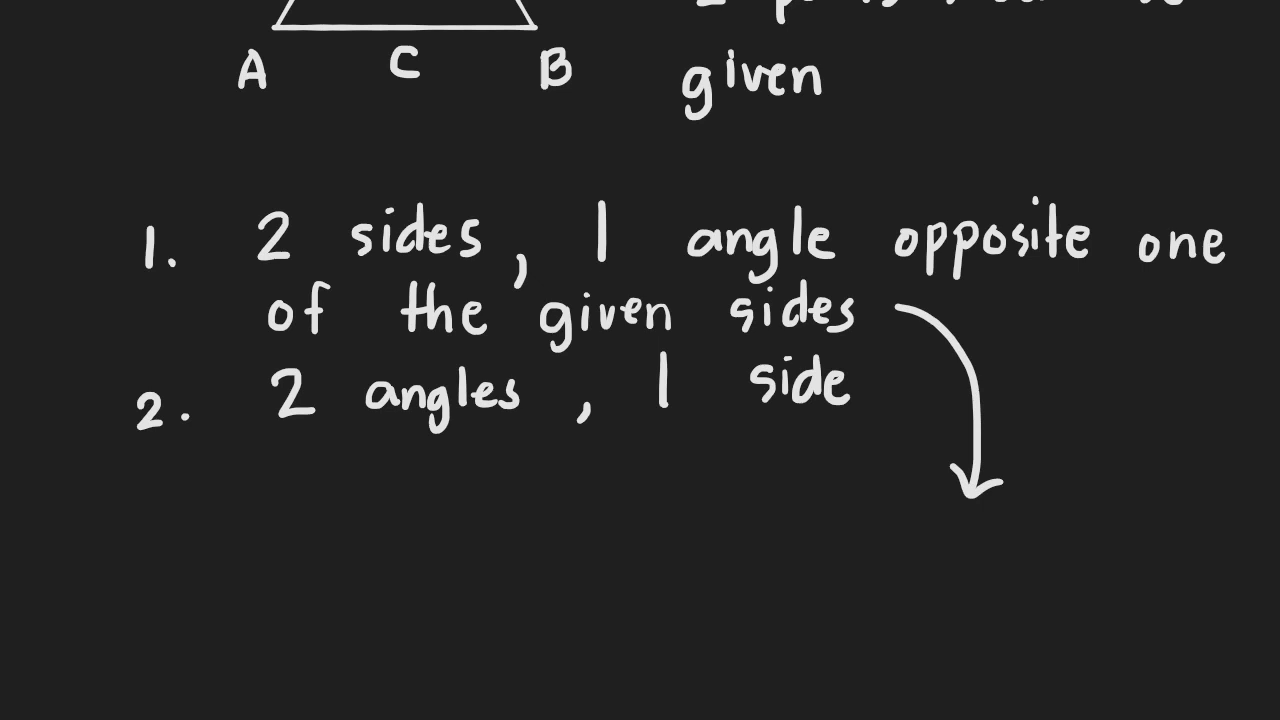 A C B
given
1. 2 sides, 1 angle opposite one
of the given sides
2. 2 angles, 1 side